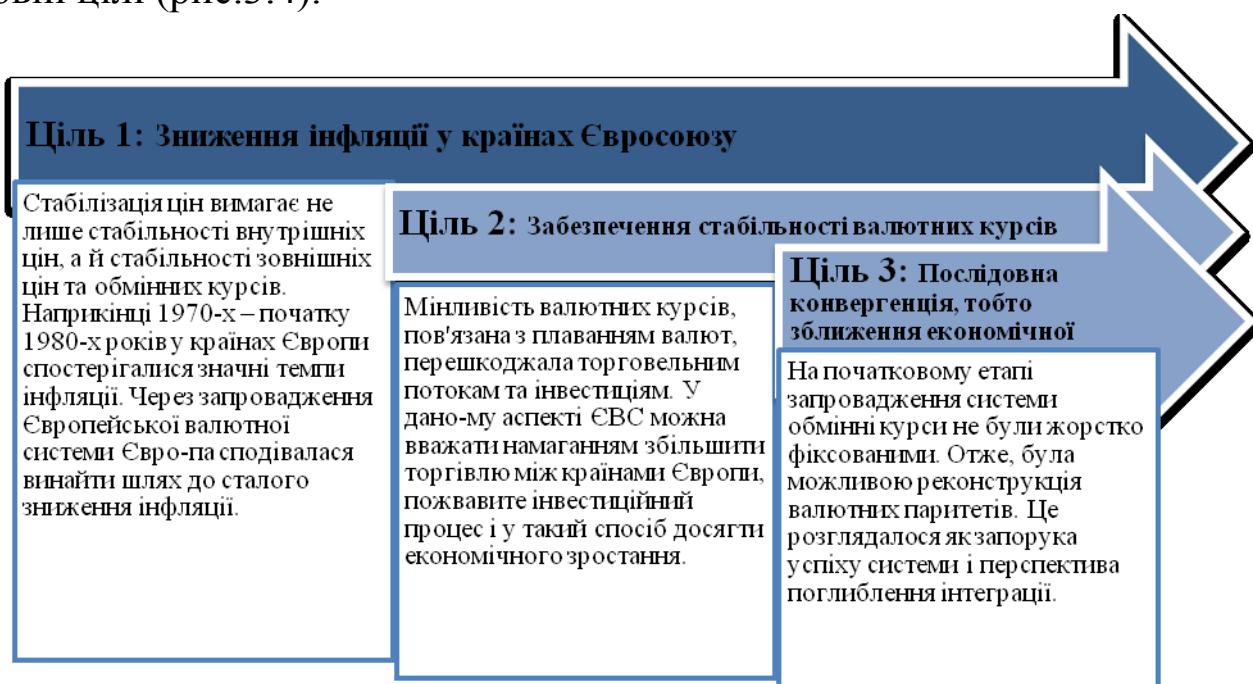 цілі (рис.3.4).
Ціль 1: Зниження інфляції у країнах Євросоюзу
Стабілізація цін вимагає не
лише стабільності внутрішніх
цін, а й стабільності зовнішніх
цін та обмінних курсів.
Наприкінці 1970-х – початку
1980-х років у країнах Європи
спостерігалися значні темпи
інфляції. Через запровадження
Європейської валютної
системи Євро-па сподівалася
винайти шлях до сталого
зниження інфляції.
Ціль 2: Забезпечення стабільності валютних курсів
Мінливість валютних курсів,
пов'язана з плаванням валют,
перешкоджала торговельним
потокам та інвестиціям. У
дано-му аспекті ЄВС можна
вважати намаганням збільшити
торгівлю між країнами Європи,
пожвавите інвестиційний
процес і у такий спосіб досягти
економічного зростання.
Ціль 3: Послідовна
конвергенція, тобто
зближення економічної
На початковому етапі
запровадження системи
обмінні курси не були жорстко
фіксованими. Отже, була
можливою реконструкція
валютних паритетів. Це
розглядалося як запорука
успіху системи і перспектива
поглиблення інтеграції.